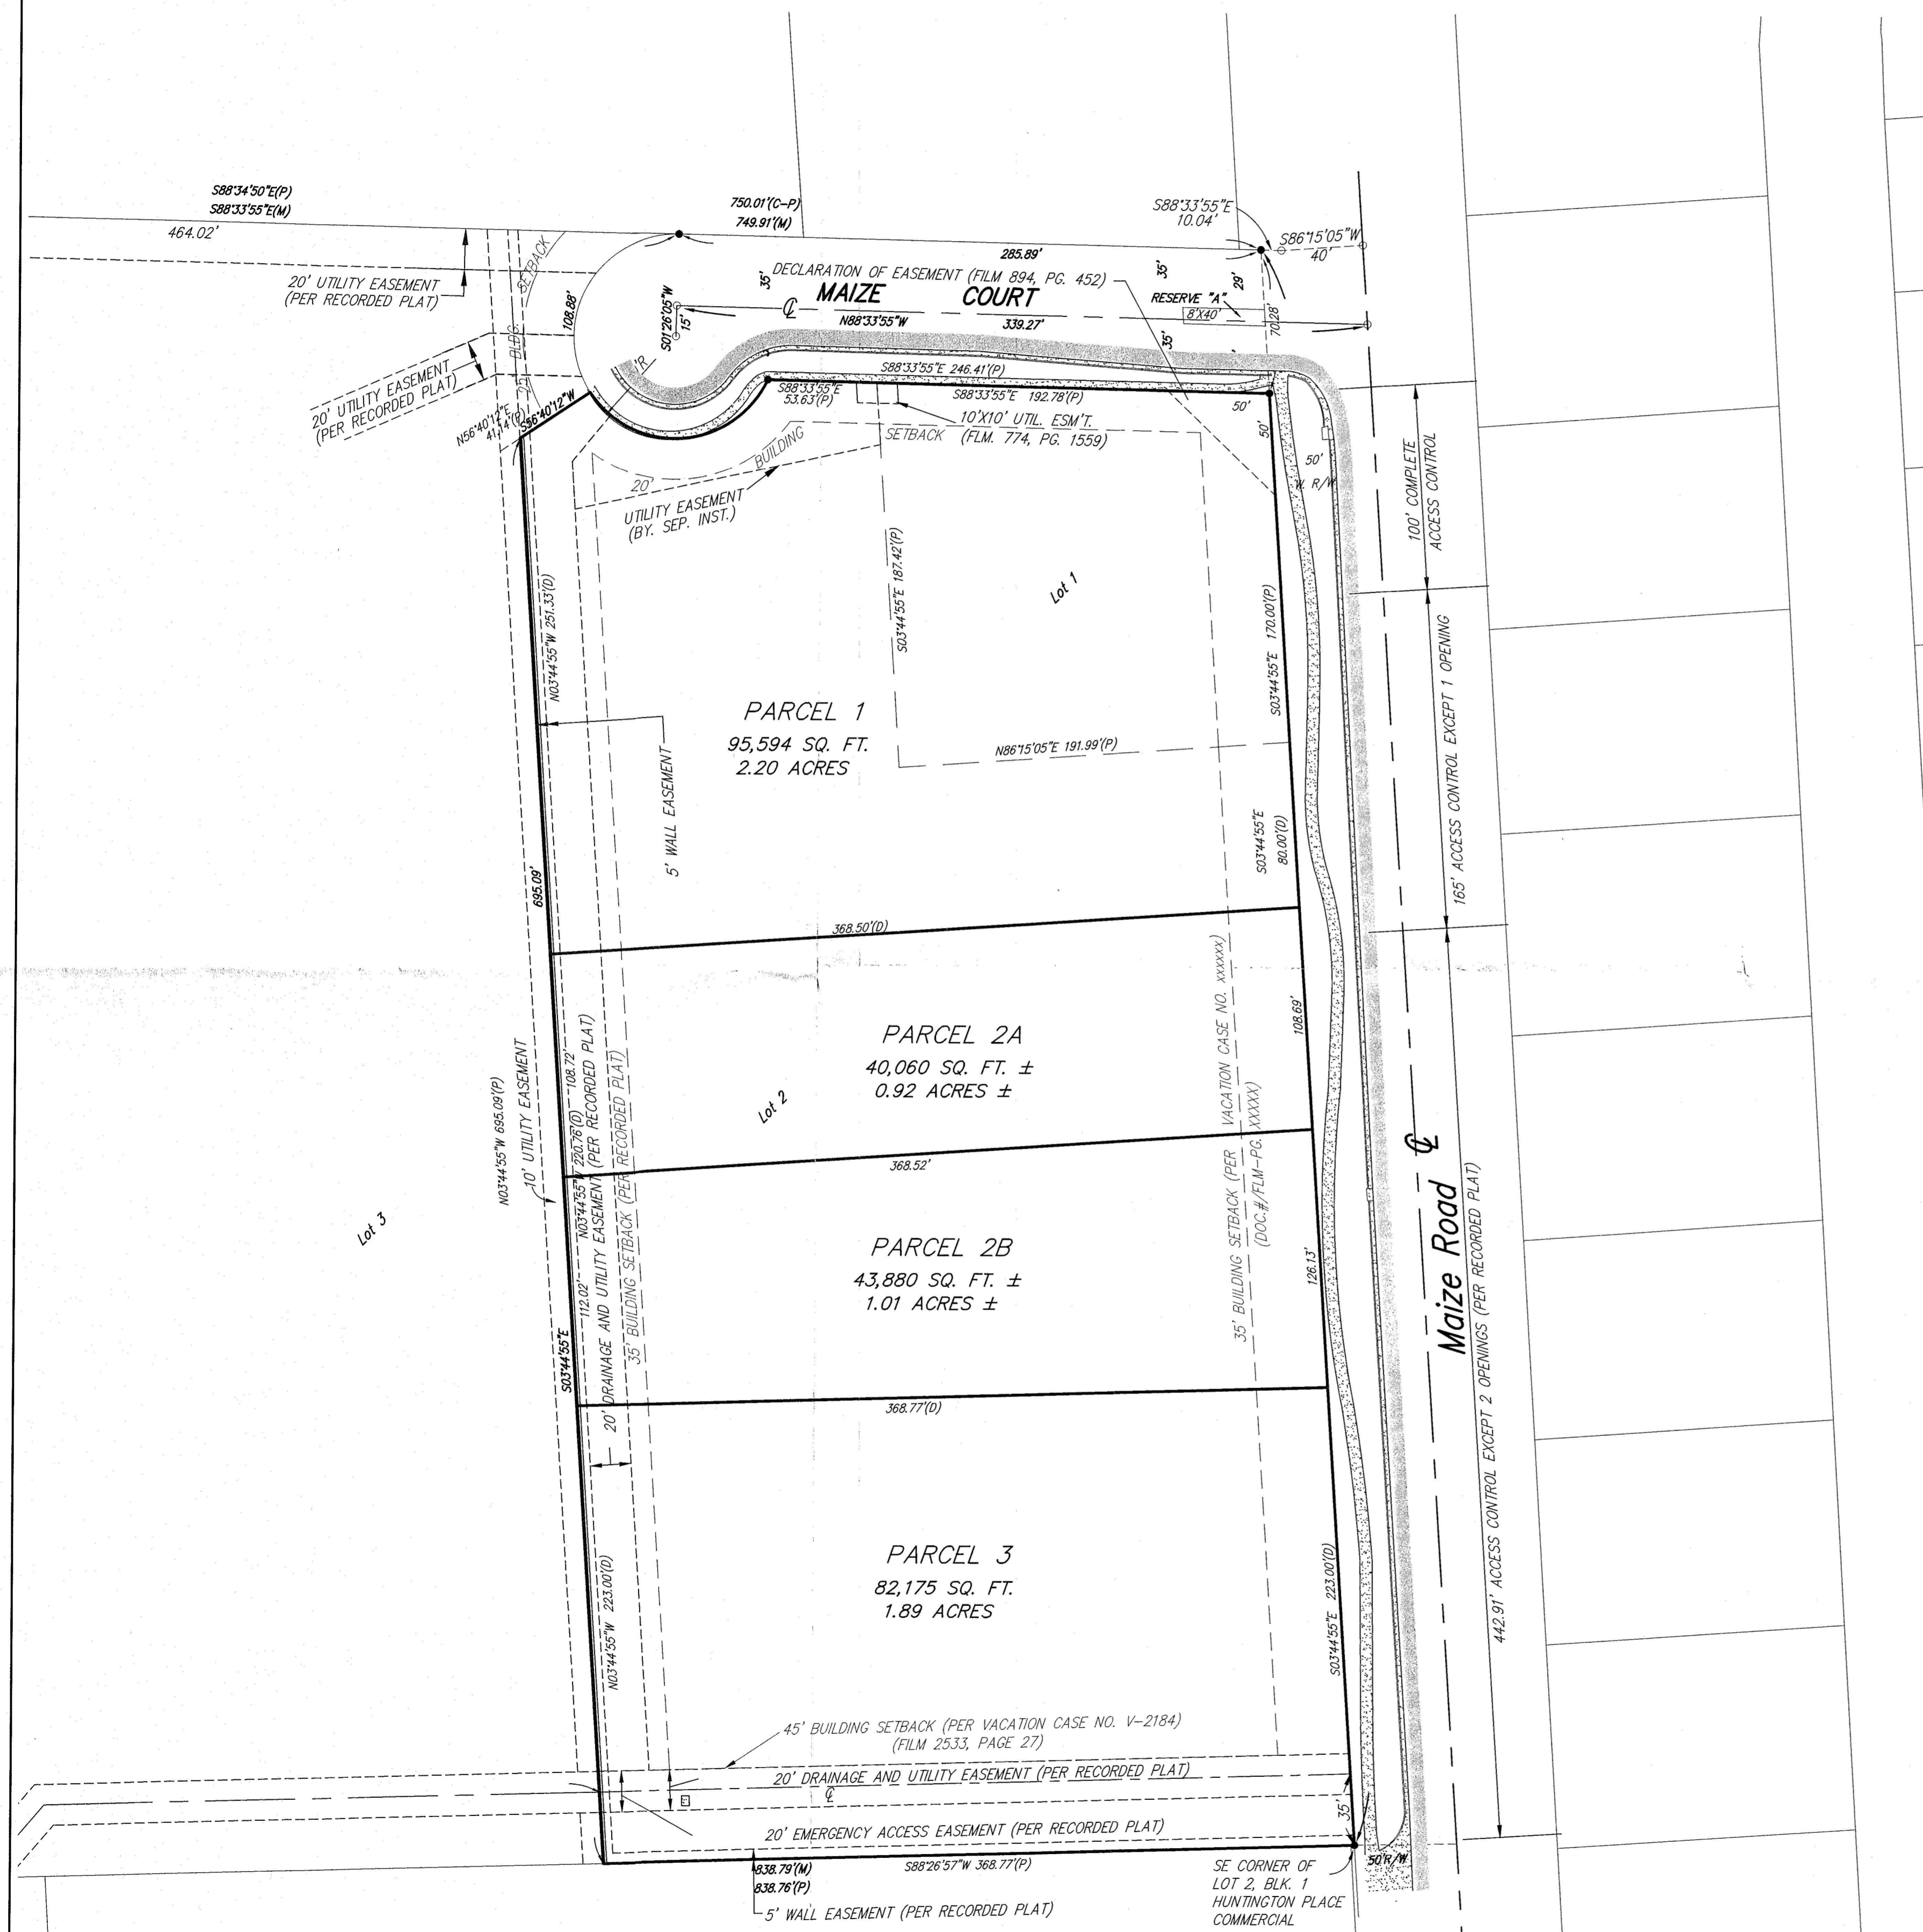 S88°34'50"E(P)
S88°33'55"E(M)
464.02'
750.01'(C-P)
749.91'(M)
S88°33'55"E
10.04'
S86°15'05"W
40'
285.89'
20' UTILITY EASEMENT
(PER RECORDED PLAT)
SETBACK
BLDG.
20'
108.88'
S01°26'05"W
15'
35'
DECLARATION OF EASEMENT (FILM 894, PG. 452)
MAIZE COURT
35'
29'
RESERVE "A"
8'X40'
70.28'
℄
N88°33'55"W 339.27'
35'
20' UTILITY EASEMENT
(PER RECORDED PLAT)
N56°40'12"E
41.14'(P)
S56°40'12"W
S88°33'55"E 246.41'(P)
S88°33'55"E
53.63'(P)
S88°33'55"E 192.78'(P)
50'
50'
10'X10' UTIL. ESM'T.
(FLM. 774, PG. 1559)
BUILDING
SETBACK
20'
UTILITY EASEMENT
(BY. SEP. INST.)
50'
W. R/W
100' COMPLETE
ACCESS CONTROL
N03°44'55"W 251.33'(D)
S03°44'55"E 187.42'(P)
Lot 1
S03°44'55"E 170.00'(P)
165' ACCESS CONTROL EXCEPT 1 OPENING
PARCEL 1
95,594 SQ. FT.
2.20 ACRES
N86°15'05"E 191.99'(P)
5' WALL EASEMENT
S03°44'55"E
80.00'(D)
695.09'
368.50'(D)
PARCEL 2A
40,060 SQ. FT. ±
0.92 ACRES ±
108.69'
Lot 2
N03°44'55"W 695.09'(P)
10' UTILITY EASEMENT
108.72'
N03°44'55"W 220.76'(D)
112.02'
20' DRAINAGE AND UTILITY EASEMENT (PER RECORDED PLAT)
35' BUILDING SETBACK (PER RECORDED PLAT)
368.52'
35' BUILDING SETBACK (PER VACATION CASE NO. XXXXX)
(DOC.#/FLM-PG. XXXXX)
Lot 3
PARCEL 2B
43,880 SQ. FT. ±
1.01 ACRES ±
126.13'
Maize Road ℄
442.91' ACCESS CONTROL EXCEPT 2 OPENINGS (PER RECORDED PLAT)
S03°44'55"E
368.77'(D)
PARCEL 3
82,175 SQ. FT.
1.89 ACRES
N03°44'55"W 223.00'(D)
S03°44'55"E 223.00'(D)
45' BUILDING SETBACK (PER VACATION CASE NO. V-2184)
(FILM 2533, PAGE 27)
20' DRAINAGE AND UTILITY EASEMENT (PER RECORDED PLAT)
℄
35'
20' EMERGENCY ACCESS EASEMENT (PER RECORDED PLAT)
838.79'(M)
838.76'(P)
S88°26'57"W 368.77'(P)
5' WALL EASEMENT (PER RECORDED PLAT)
50'R/W
SE CORNER OF
LOT 2, BLK. 1
HUNTINGTON PLACE
COMMERCIAL